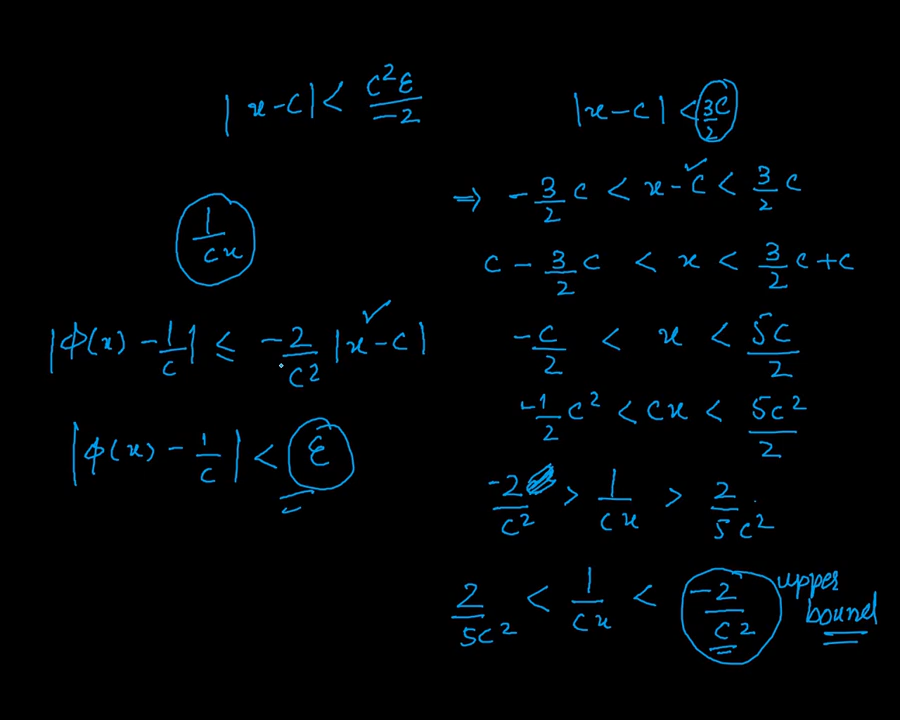 |x-c| < c²ε/-2
1/cx
|Φ(x) - 1/c| ≤ -2/c² |x-c|
|Φ(x) - 1/c| < ε
|x-c| < 3c/2
⇒ -3/2 c < x-c < 3/2 c
c - 3/2 c < x < 3/2 c + c
-c/2 < x < 5c/2
-1/2 c² < cx < 5c²/2
-2/c² > 1/cx > 2/5c²
2/5c² < 1/cx < -2/c² upper bound